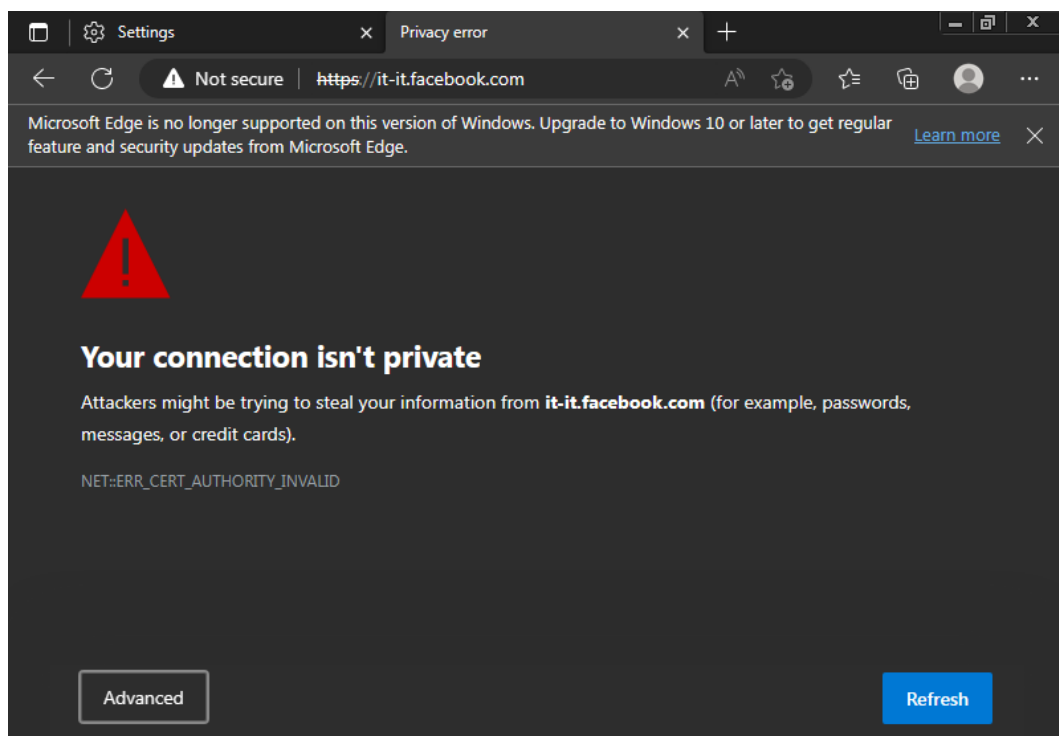 Settings
Privacy error
Not secure
https://it-it.facebook.com
Microsoft Edge is no longer supported on this version of Windows. Upgrade to Windows 10 or later to get regular
feature and security updates from Microsoft Edge.
Learn more
Your connection isn't private
Attackers might be trying to steal your information from it-it.facebook.com (for example, passwords,
messages, or credit cards).
NET::ERR_CERT_AUTHORITY_INVALID
Advanced
Refresh